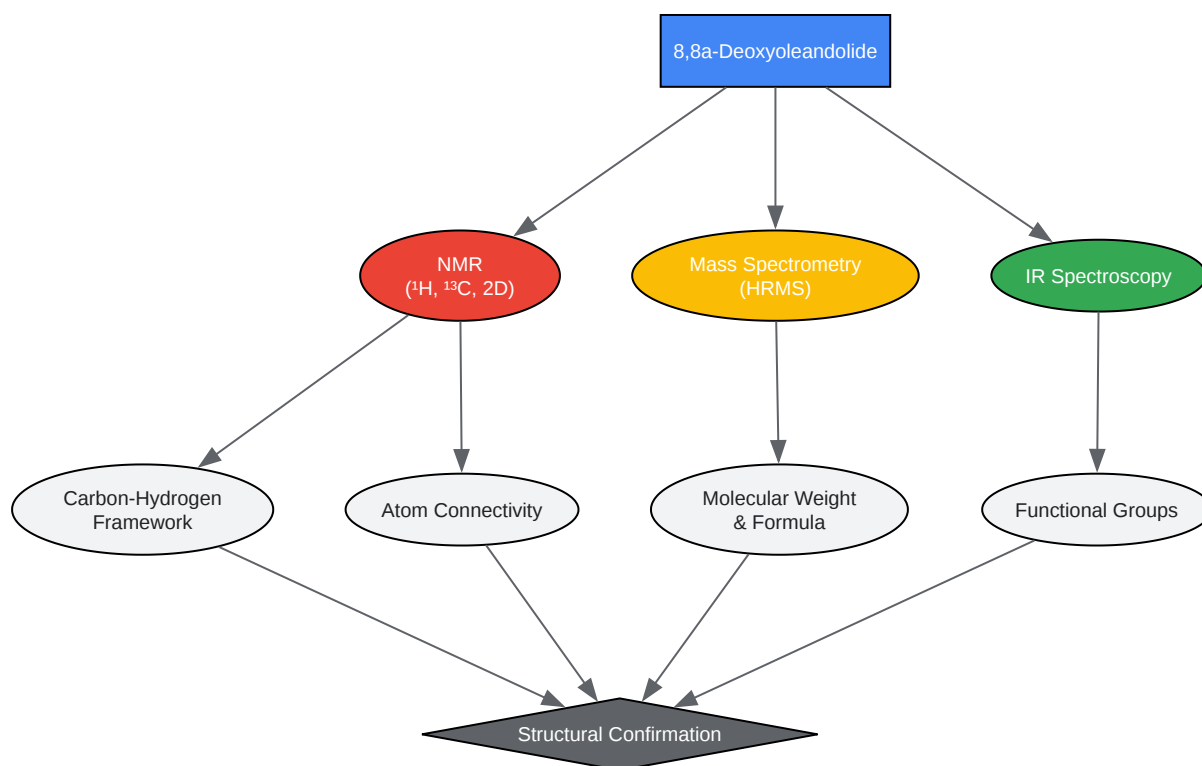 8,8a-Deoxyoleandolide
NMR
(¹H, ¹³C, 2D)
Mass Spectrometry
(HRMS)
IR Spectroscopy
Carbon-Hydrogen
Framework
Atom Connectivity
Molecular Weight
& Formula
Functional Groups
Structural Confirmation